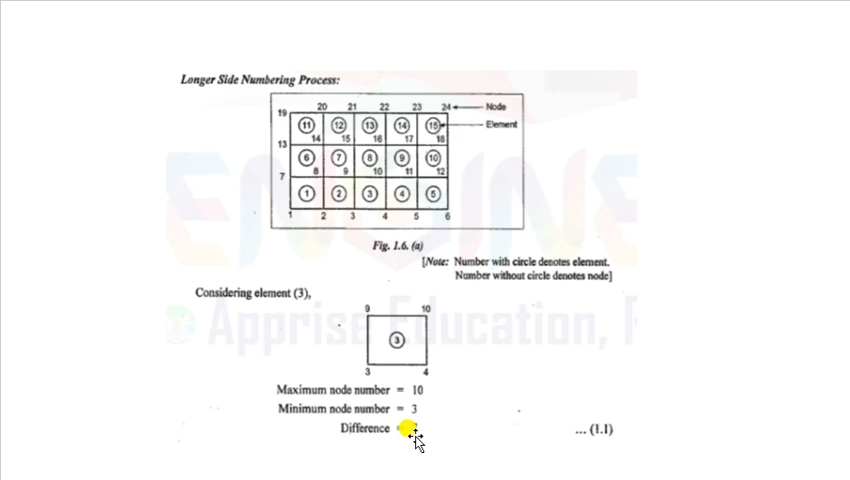 Longer Side Numbering Process:
20 21 22 23 24 Node
19
11 12 13 14 15 Element
14 15 16 17 18
13
6 7 8 9 10
8 9 10 11 12
7
1 2 3 4 5
1 2 3 4 5 6
Fig. 1.6. (a)
[Note: Number with circle denotes element.
Number without circle denotes node]
Considering element (3),
9 10
3
3 4
Apprise Education,
Maximum node number = 10
Minimum node number = 3
Difference =
... (1.1)